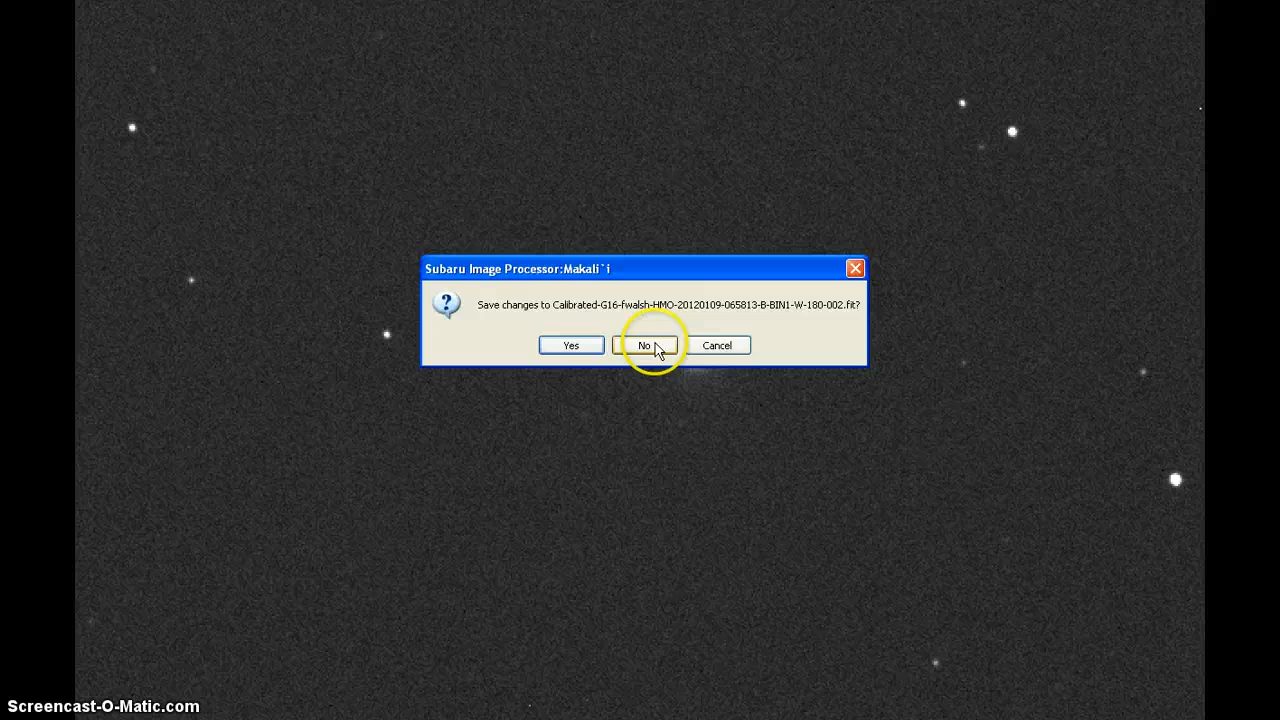 Subaru Image Processor:Makali`i
?
Save changes to Calibrated-G16-fwalsh-HMO-20120109-065813-B-BIN1-W-180-002.fit?
Yes No Cancel
Screencast-O-Matic.com